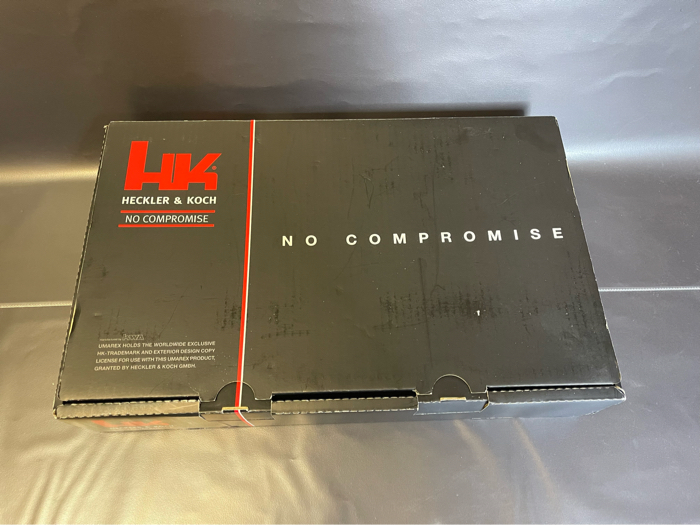 HK
HECKLER & KOCH
NO COMPROMISE
NO COMPROMISE
UMAREX HOLDS THE WORLDWIDE EXCLUSIVE
HK-TRADEMARK AND EXTERIOR DESIGN COPY
LICENSE FOR USE WITH THIS UMAREX PRODUCT,
GRANTED BY HECKLER & KOCH GMBH.